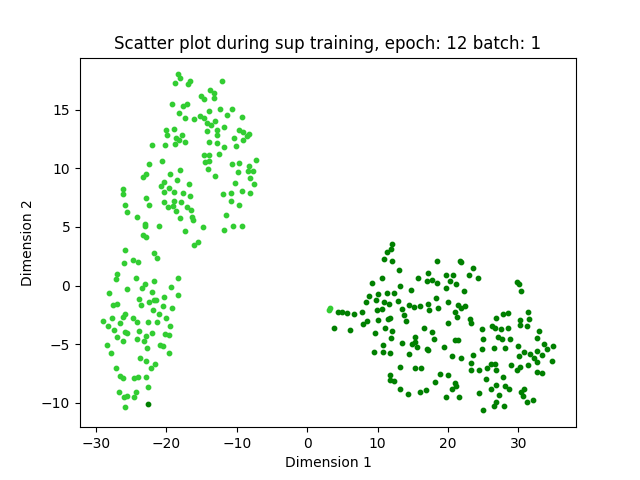 Scatter plot during sup training, epoch: 12 batch: 1
15
10
5
0
−5
−10
Dimension 2
−30 −20 −10 0 10 20 30
Dimension 1